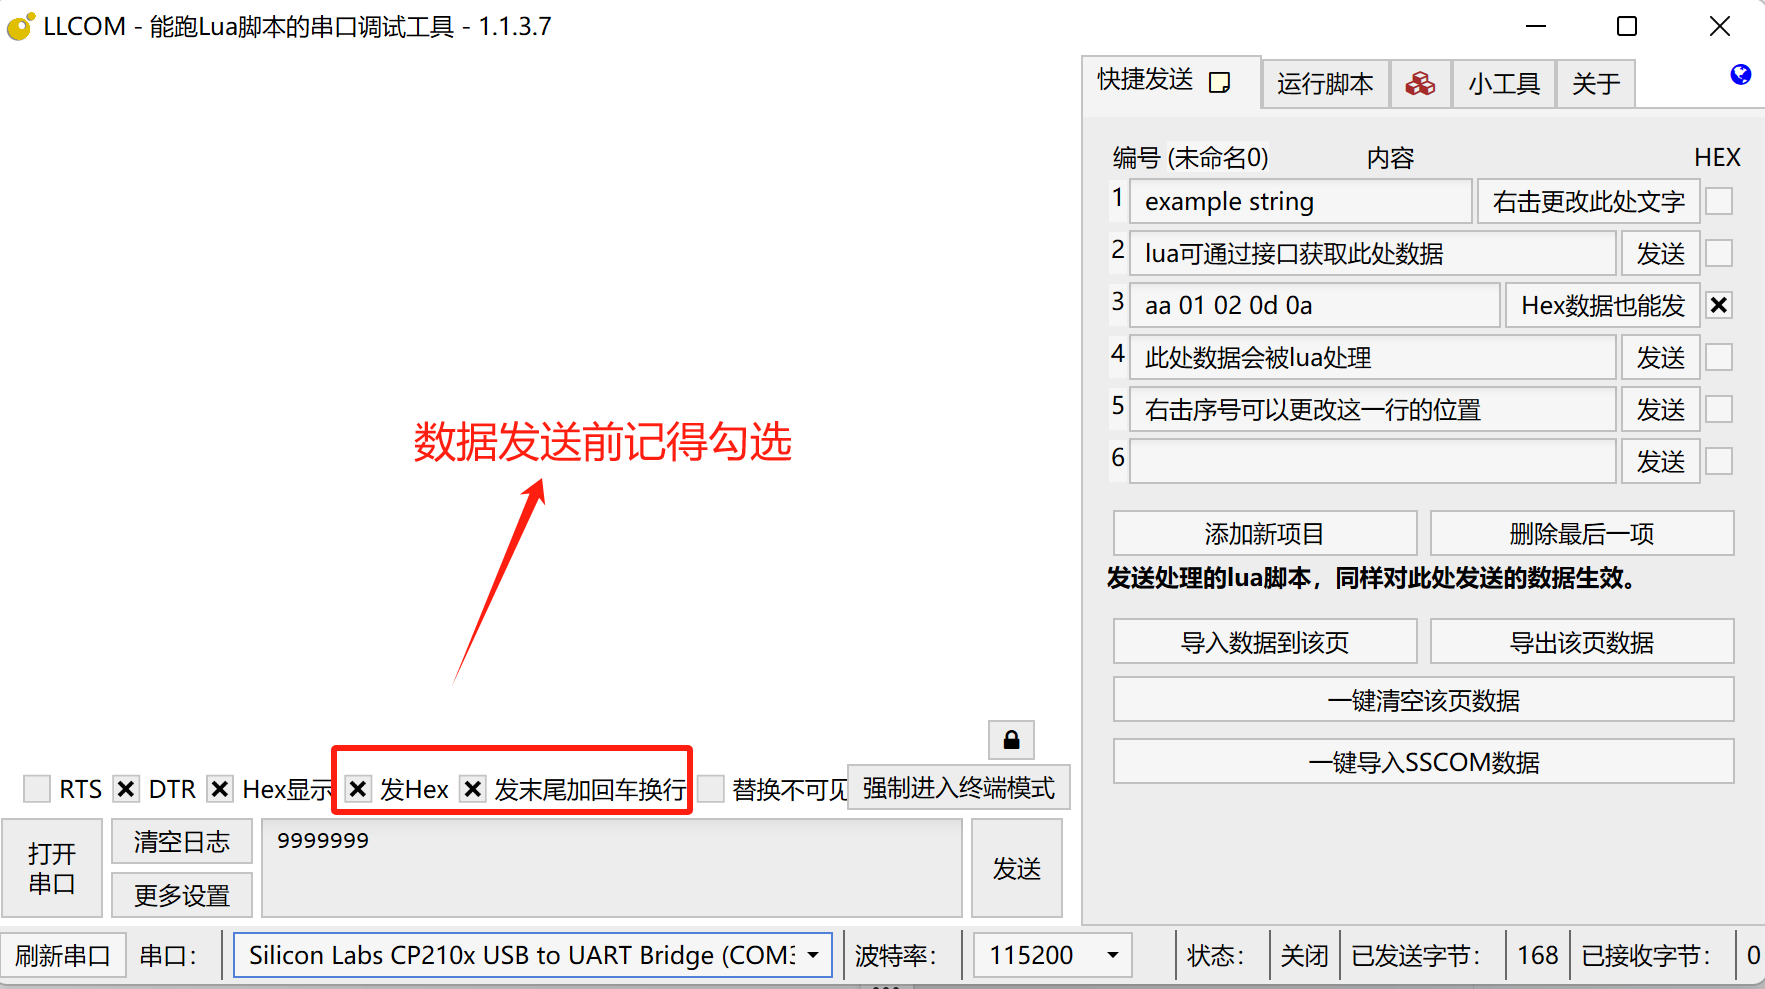 LLCOM - 能跑Lua脚本的串口调试工具 - 1.1.3.7
快捷发送
运行脚本
小工具
关于
编号 (未命名0)
内容
HEX
1
example string
右击更改此处文字
2
lua可通过接口获取此处数据
发送
3
aa 01 02 0d 0a
Hex数据也能发
4
此处数据会被lua处理
发送
5
右击序号可以更改这一行的位置
发送
6
发送
添加新项目
删除最后一项
发送处理的lua脚本，同样对此处发送的数据生效。
导入数据到该页
导出该页数据
一键清空该页数据
一键导入SSCOM数据
数据发送前记得勾选
RTS
DTR
Hex显示
发Hex
发末尾加回车换行
替换不可见
强制进入终端模式
打开
串口
清空日志
更多设置
9999999
发送
刷新串口
串口：
Silicon Labs CP210x USB to UART Bridge (COM3
波特率：
115200
状态：
关闭
已发送字节：
168
已接收字节：
0